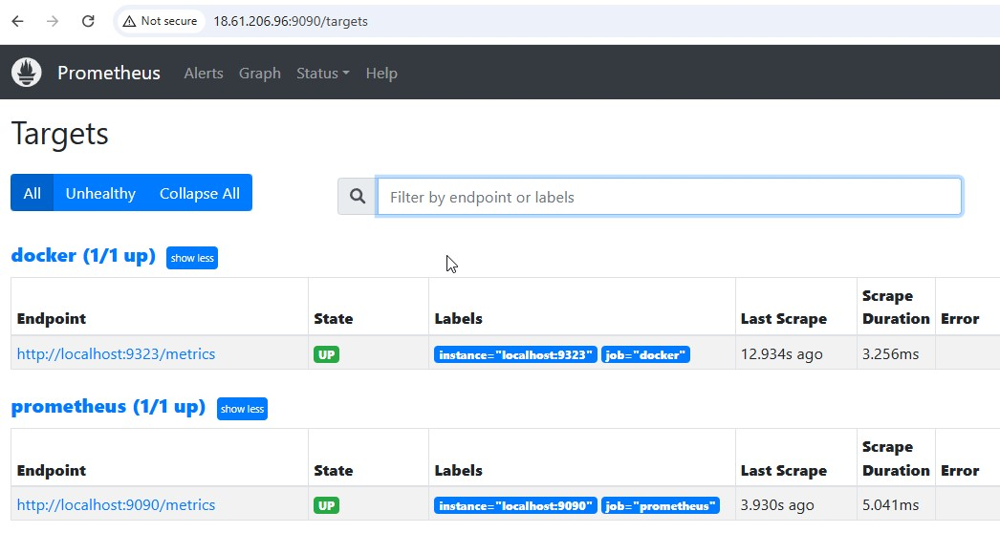 Not secure 18.61.206.96:9090/targets
Prometheus Alerts Graph Status Help
Targets
All Unhealthy Collapse All Filter by endpoint or labels
docker (1/1 up) show less
Endpoint State Labels Last Scrape Scrape Duration Error
http://localhost:9323/metrics UP instance="localhost:9323" job="docker" 12.934s ago 3.256ms
prometheus (1/1 up) show less
Endpoint State Labels Last Scrape Scrape Duration Error
http://localhost:9090/metrics UP instance="localhost:9090" job="prometheus" 3.930s ago 5.041ms